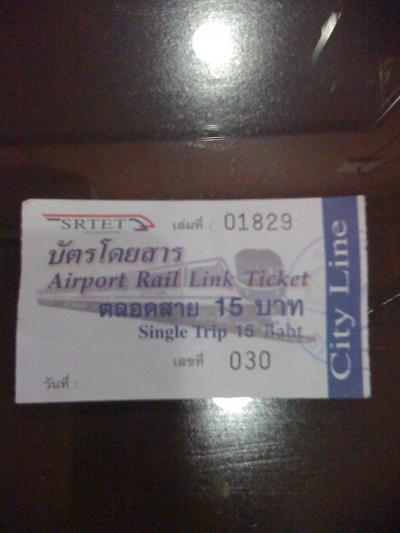 SRTET
เล่มที่ : 01829
บัตรโดยสาร
Airport Rail Link Ticket
ตลอดสาย 15 บาท
Single Trip 15 Baht
เลขที่ 030
วันที่ :
City Line